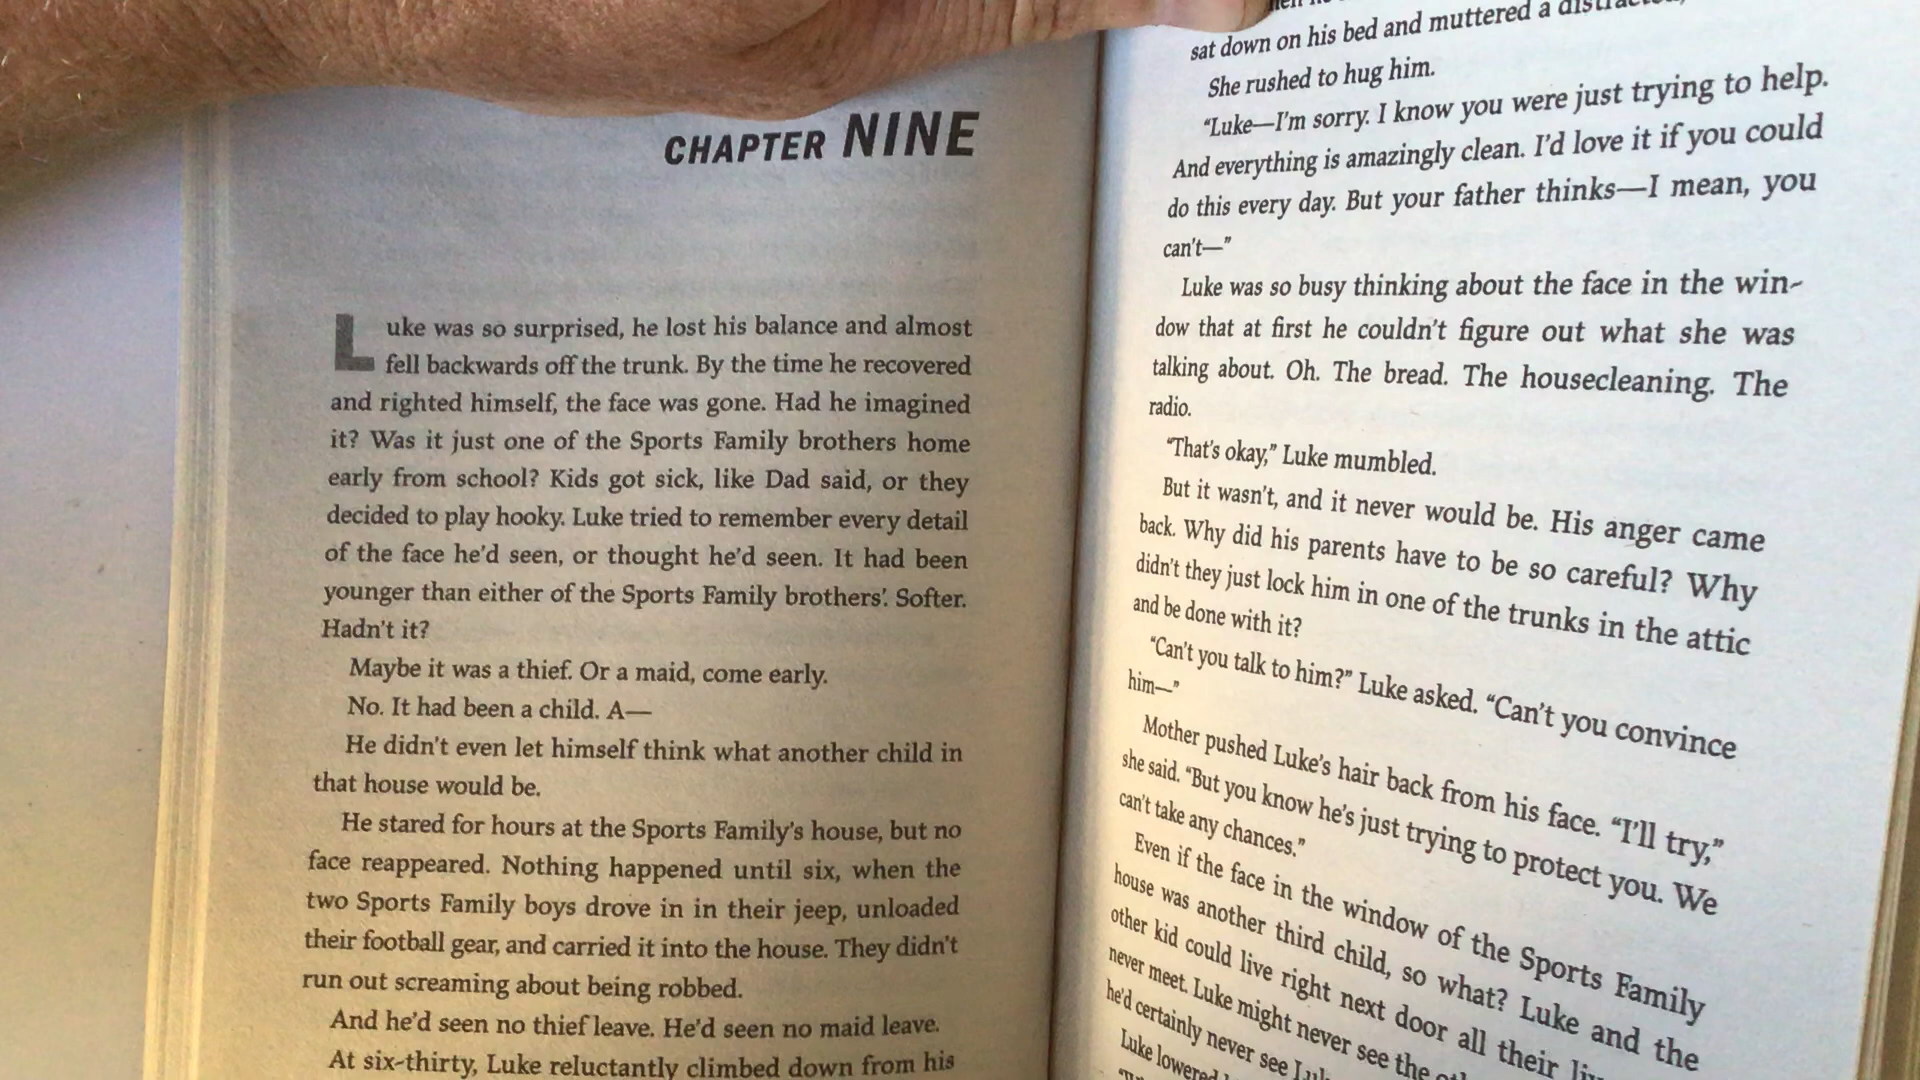 CHAPTER NINE
Luke was so surprised, he lost his balance and almost
fell backwards off the trunk. By the time he recovered
and righted himself, the face was gone. Had he imagined
it? Was it just one of the Sports Family brothers home
early from school? Kids got sick, like Dad said, or they
decided to play hooky. Luke tried to remember every detail
of the face he'd seen, or thought he'd seen. It had been
younger than either of the Sports Family brothers'. Softer.
Hadn't it?
Maybe it was a thief. Or a maid, come early.
No. It had been a child. A—
He didn't even let himself think what another child in
that house would be.
He stared for hours at the Sports Family's house, but no
face reappeared. Nothing happened until six, when the
two Sports Family boys drove in in their jeep, unloaded
their football gear, and carried it into the house. They didn't
run out screaming about being robbed.
And he'd seen no thief leave. He'd seen no maid leave.
At six-thirty, Luke reluctantly climbed down from his
sat down on his bed and muttered a
She rushed to hug him.
“Luke—I'm sorry. I know you were just trying to help.
And everything is amazingly clean. I'd love it if you could
do this every day. But your father thinks—I mean, you
can't—”
Luke was so busy thinking about the face in the win-
dow that at first he couldn't figure out what she was
talking about. Oh. The bread. The housecleaning. The
radio.
“That's okay,” Luke mumbled.
But it wasn't, and it never would be. His anger came
back. Why did his parents have to be so careful? Why
didn't they just lock him in one of the trunks in the attic
and be done with it?
“Can't you talk to him?” Luke asked. “Can't you convince
him—”
Mother pushed Luke's hair back from his face. “I'll try,”
she said. “But you know he's just trying to protect you. We
can't take any chances.”
Even if the face in the window of the Sports Family
house was another third child, so what? Luke and the
other kid could live right next door all their
never meet. Luke might never see the
he'd certainly never see
Luke lowered